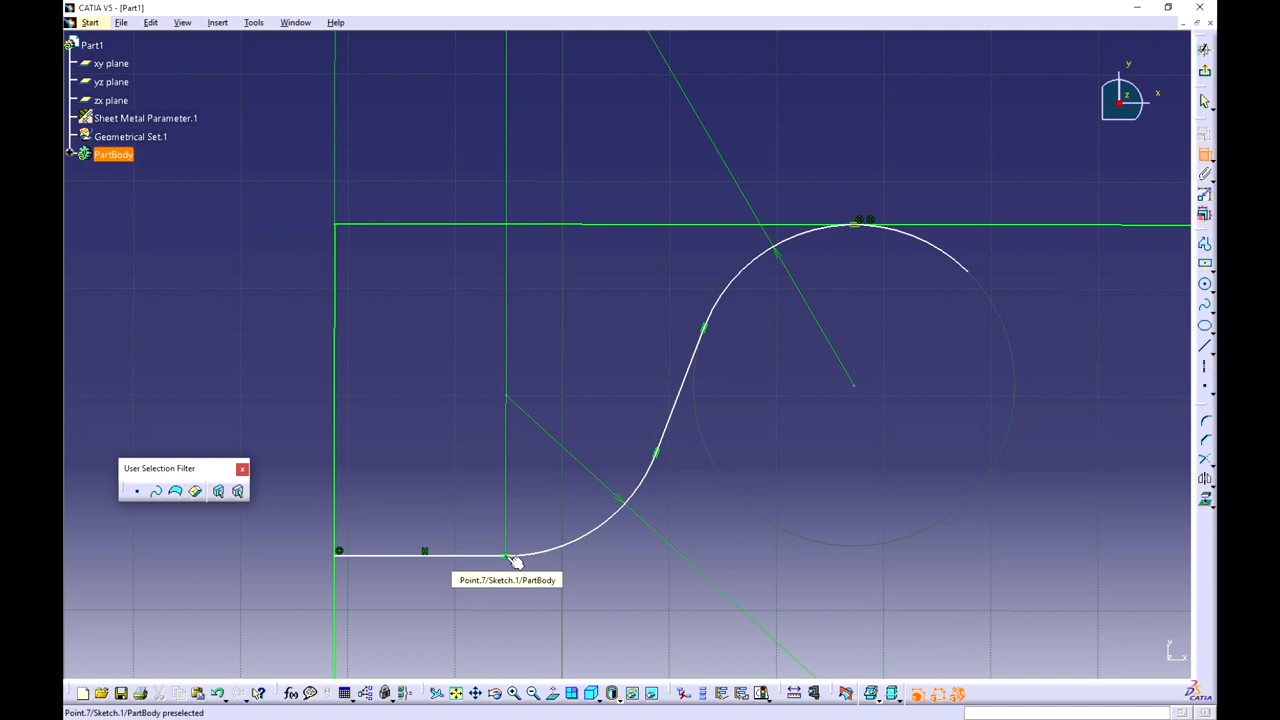 CATIA V5 - [Part1]
Start File Edit View Insert Tools Window Help
Part1
xy plane
yz plane
zx plane
Sheet Metal Parameter.1
Geometrical Set.1
PartBody
y
x
z
User Selection Filter
H
Point.7/Sketch.1/PartBody
y
z x
f(x)
CATIA
Point.7/Sketch.1/PartBody preselected